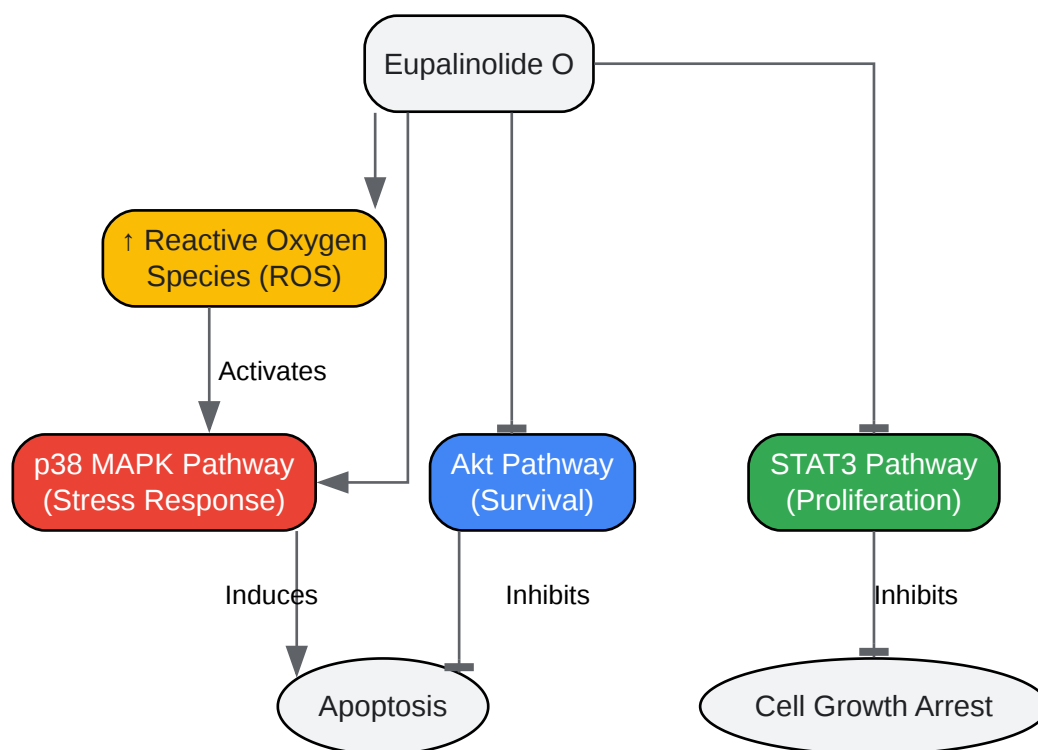 Eupalinolide O
↑ Reactive Oxygen
Species (ROS)
Activates
p38 MAPK Pathway
(Stress Response)
Akt Pathway
(Survival)
STAT3 Pathway
(Proliferation)
Induces
Inhibits
Inhibits
Apoptosis
Cell Growth Arrest